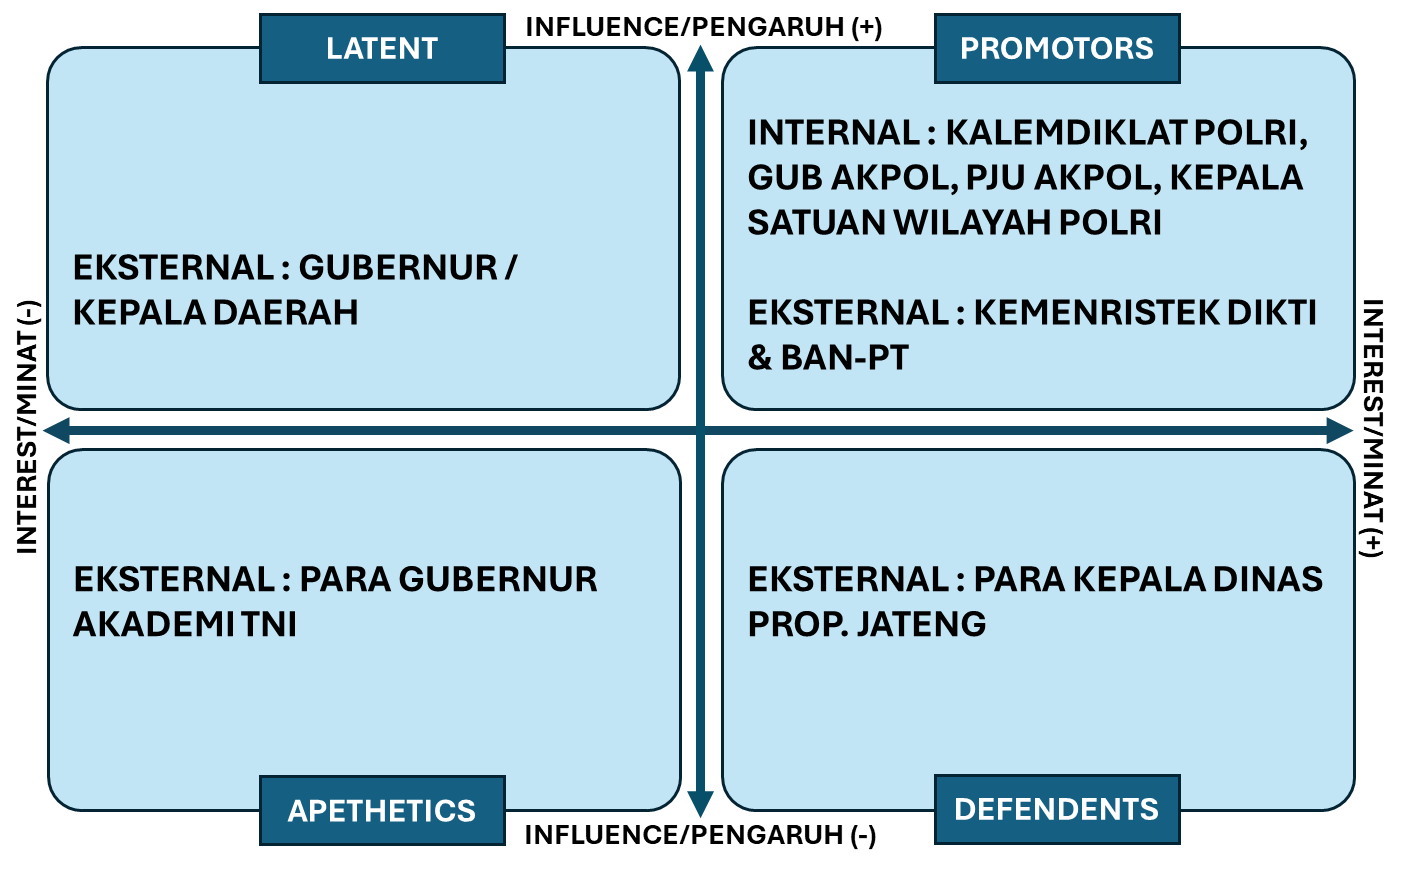 INFLUENCE/PENGARUH (+)
LATENT
PROMOTORS
INTERNAL : KALEMDIKLAT POLRI,
GUB AKPOL, PJU AKPOL, KEPALA
SATUAN WILAYAH POLRI
EKSTERNAL : GUBERNUR /
KEPALA DAERAH
EKSTERNAL : KEMENRISTEK DIKTI
& BAN-PT
INTEREST/MINAT (-)
INTEREST/MINAT (+)
EKSTERNAL : PARA GUBERNUR
AKADEMI TNI
EKSTERNAL : PARA KEPALA DINAS
PROP. JATENG
APETHETICS
DEFENDENTS
INFLUENCE/PENGARUH (-)